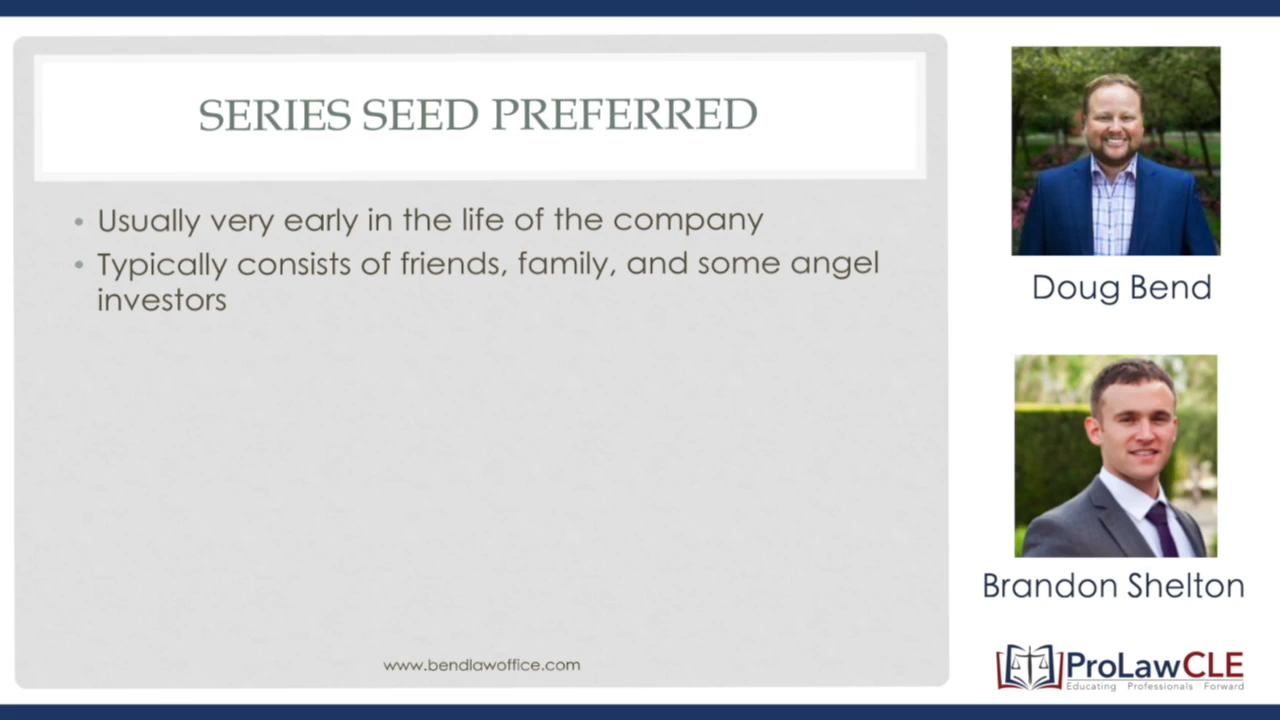 SERIES SEED PREFERRED
• Usually very early in the life of the company
• Typically consists of friends, family, and some angel
investors
www.bendlawoffice.com
Doug Bend
Brandon Shelton
ProLawCLE
Educating Professionals Forward